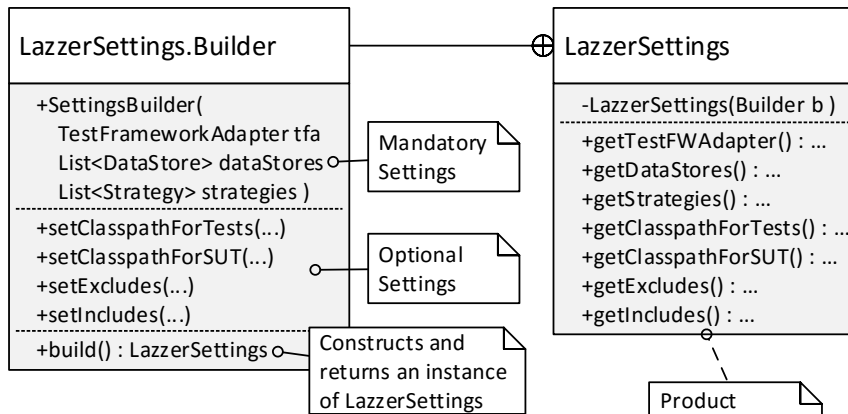 LazzerSettings.Builder
+SettingsBuilder(
TestFrameworkAdapter tfa
List<DataStore> dataStores
List<Strategy> strategies )
+setClasspathForTests(...)
+setClasspathForSUT(...)
+setExcludes(...)
+setIncludes(...)
+build() : LazzerSettings
Mandatory
Settings
Optional
Settings
Constructs and
returns an instance
of LazzerSettings
LazzerSettings
-LazzerSettings(Builder b )
+getTestFWAdapter() : ...
+getDataStores() : ...
+getStrategies() : ...
+getClasspathForTests() : ...
+getClasspathForSUT() : ...
+getExcludes() : ...
+getIncludes() : ...
Product